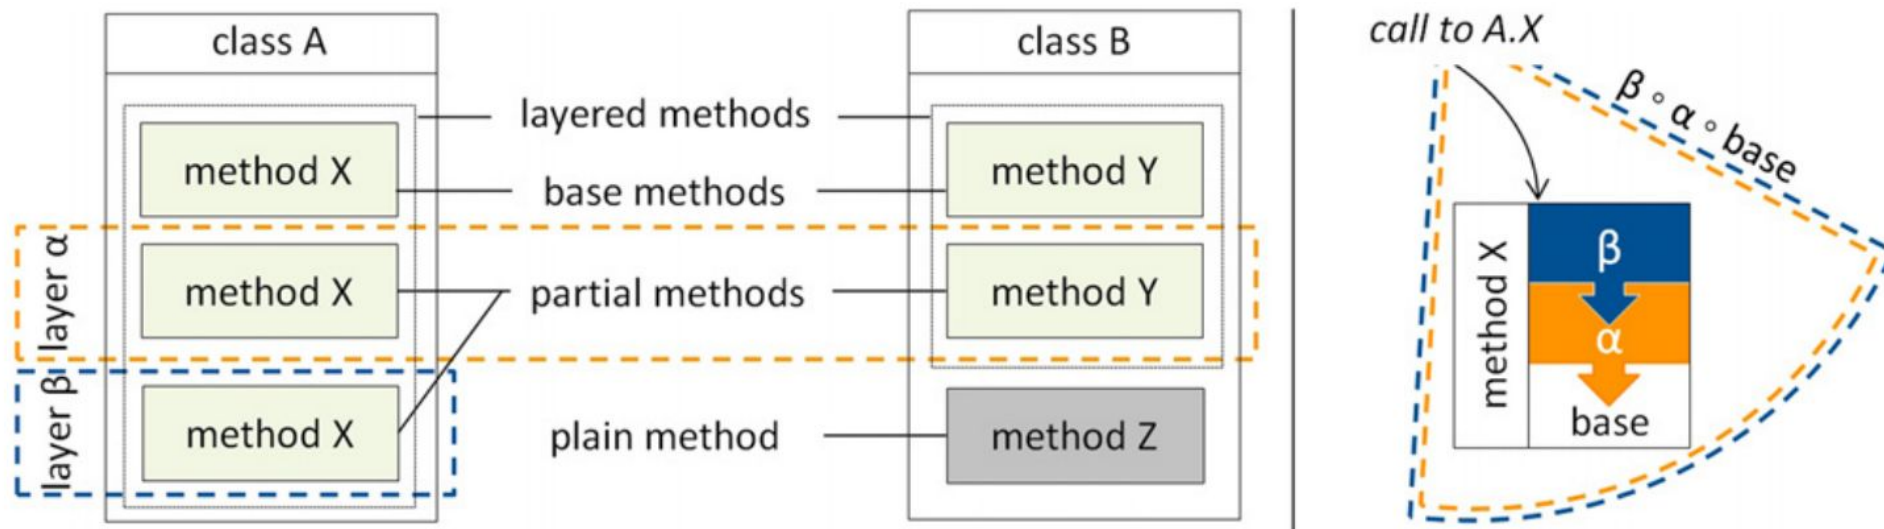 class A
class B
call to A.X
layered methods
β ∘ α ∘ base
method X
method Y
base methods
layer α
method X
partial methods
method Y
method X
β
α
base
layer β
method X
plain method
method Z